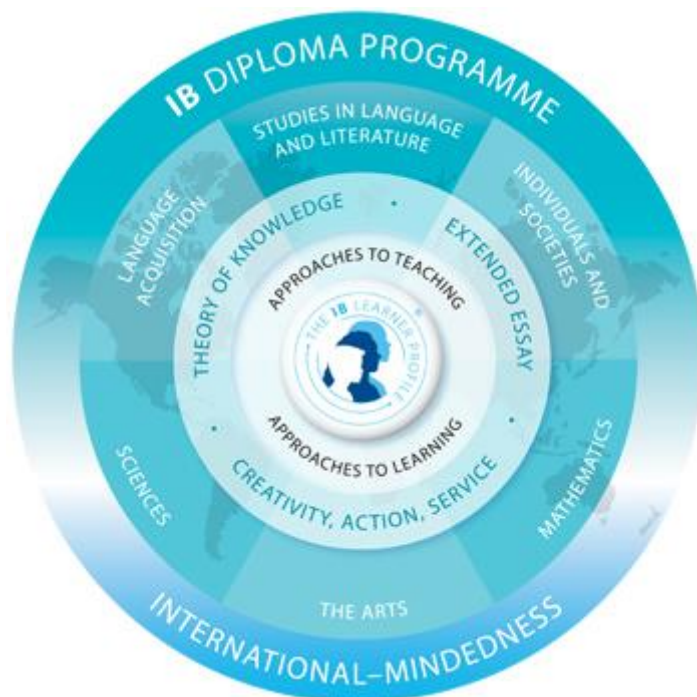 IB DIPLOMA PROGRAMME
STUDIES IN LANGUAGE
AND LITERATURE
LANGUAGE
ACQUISITION
INDIVIDUALS AND
SOCIETIES
THEORY OF KNOWLEDGE
EXTENDED ESSAY
APPROACHES TO TEACHING
THE IB LEARNER PROFILE
®
APPROACHES TO LEARNING
CREATIVITY, ACTION, SERVICE
SCIENCES
MATHEMATICS
THE ARTS
INTERNATIONAL–MINDEDNESS